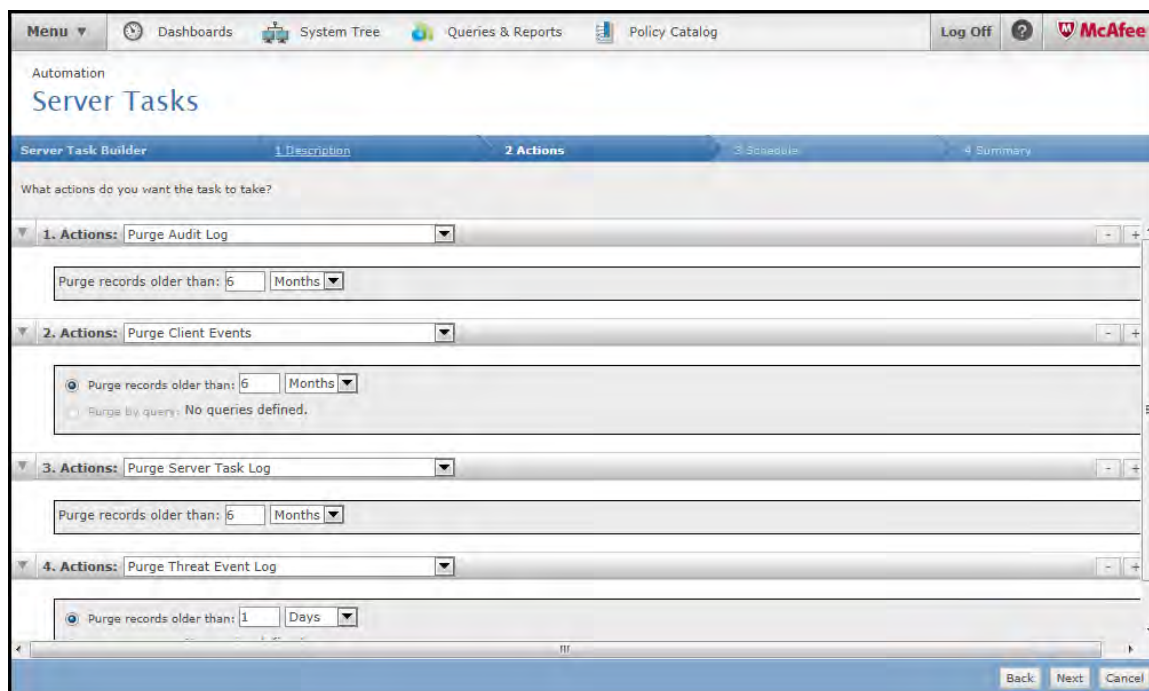 Menu ▼ Dashboards System Tree Queries & Reports Policy Catalog Log Off ? McAfee
Automation
Server Tasks
Server Task Builder 1 Description 2 Actions 3 Schedule 4 Summary
What actions do you want the task to take?
1. Actions: Purge Audit Log - +
Purge records older than: 6 Months
2. Actions: Purge Client Events - +
Purge records older than: 6 Months
Purge by query: No queries defined.
3. Actions: Purge Server Task Log - +
Purge records older than: 6 Months
4. Actions: Purge Threat Event Log - +
Purge records older than: 1 Days
Back Next Cancel